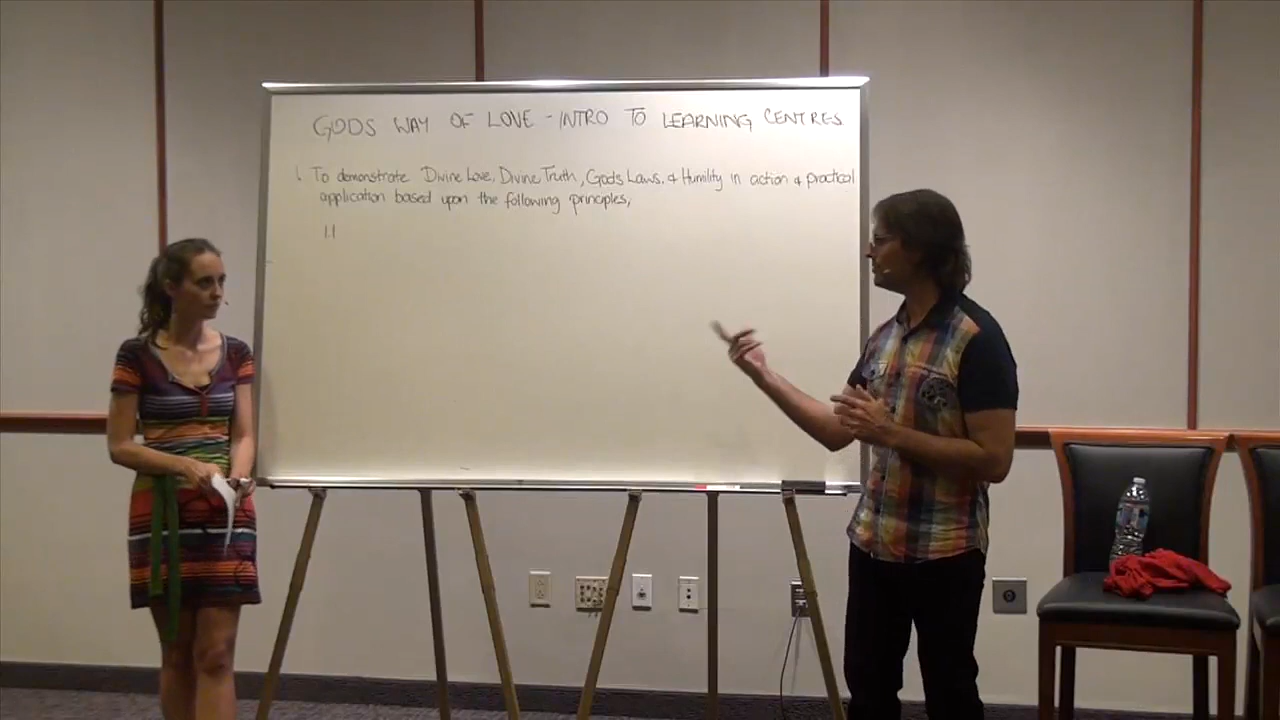 GODS WAY OF LOVE - INTRO TO LEARNING CENTRES
1. To demonstrate Divine Love, Divine Truth, Gods Laws, & Humility in action & practical
application based upon the following principles,
1.1